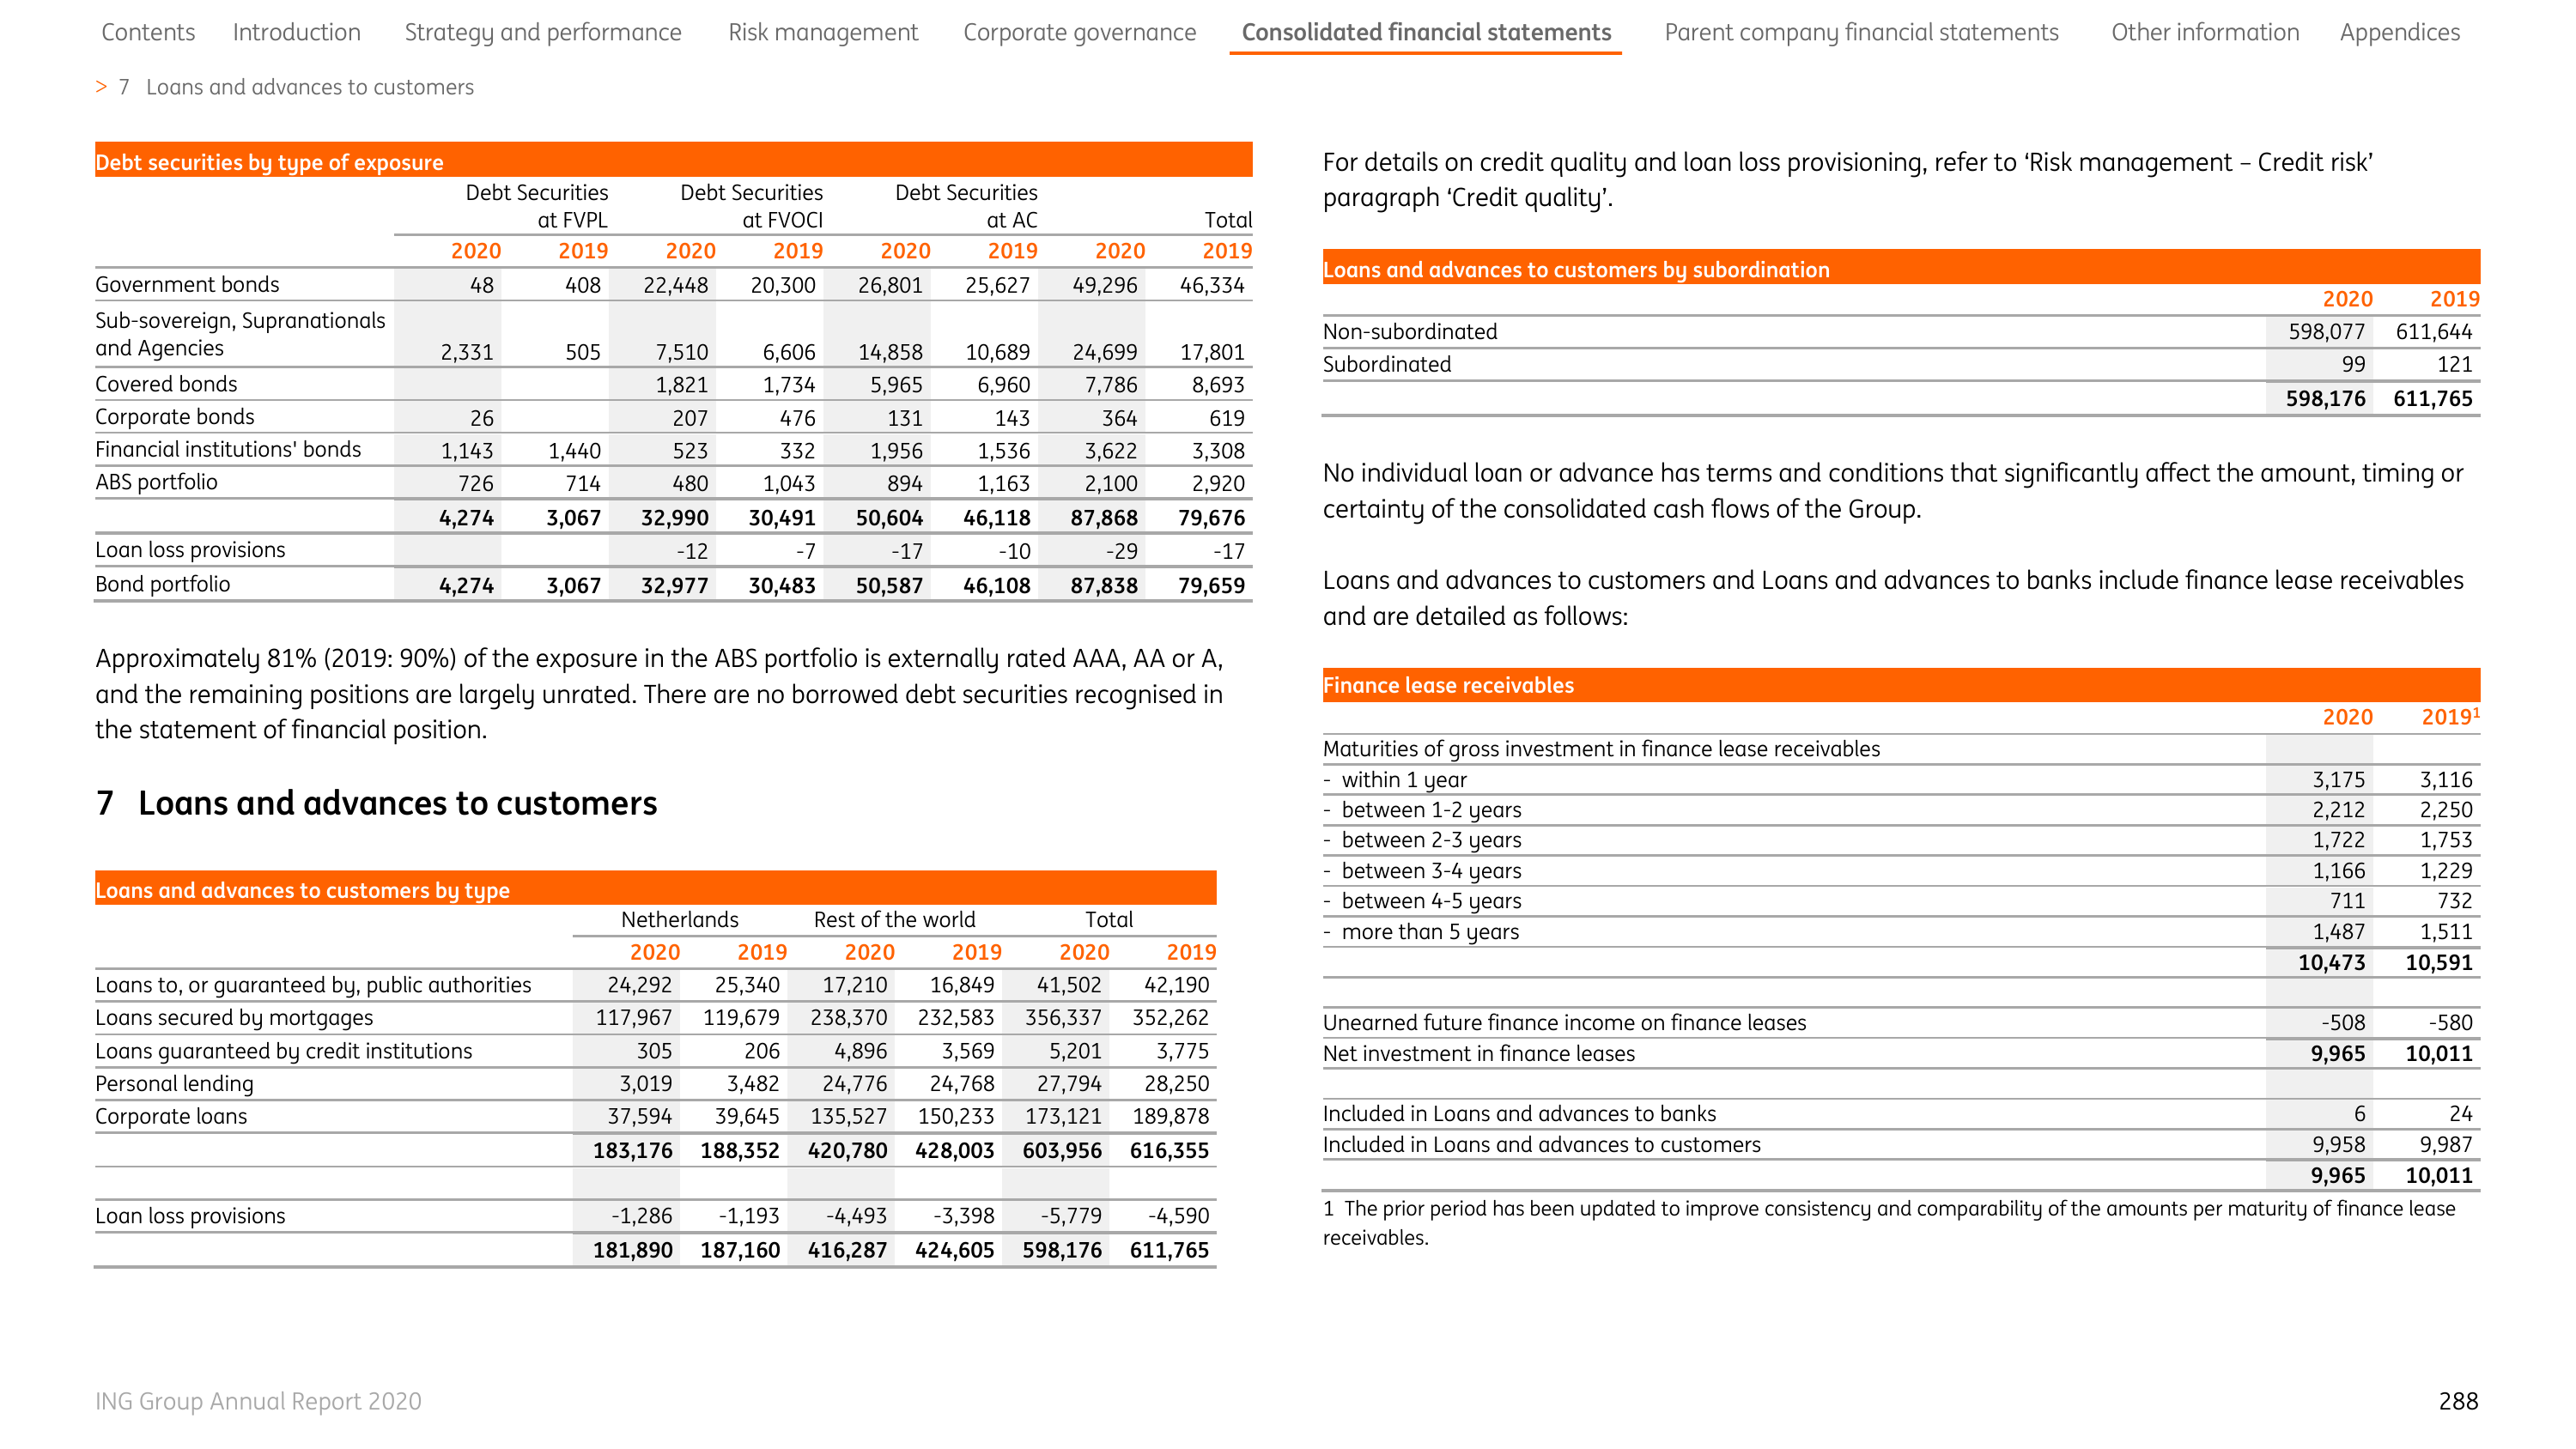 Contents Introduction Strategy and performance Risk management Corporate governance Consolidated financial statements Parent company financial statements Other information Appendices
> 7 Loans and advances to customers
Debt securities by type of exposure
Debt Securities Debt Securities Debt Securities
at FVPL at FVOCI at AC Total
2020 2019 2020 2019 2020 2019 2020 2019
Government bonds 48 408 22,448 20,300 26,801 25,627 49,296 46,334
Sub-sovereign, Supranationals
and Agencies 2,331 505 7,510 6,606 14,858 10,689 24,699 17,801
Covered bonds 1,821 1,734 5,965 6,960 7,786 8,693
Corporate bonds 26 207 476 131 143 364 619
Financial institutions' bonds 1,143 1,440 523 332 1,956 1,536 3,622 3,308
ABS portfolio 726 714 480 1,043 894 1,163 2,100 2,920
4,274 3,067 32,990 30,491 50,604 46,118 87,868 79,676
Loan loss provisions -12 -7 -17 -10 -29 -17
Bond portfolio 4,274 3,067 32,977 30,483 50,587 46,108 87,838 79,659
Approximately 81% (2019: 90%) of the exposure in the ABS portfolio is externally rated AAA, AA or A,
and the remaining positions are largely unrated. There are no borrowed debt securities recognised in
the statement of financial position.
7 Loans and advances to customers
Loans and advances to customers by type
Netherlands Rest of the world Total
2020 2019 2020 2019 2020 2019
Loans to, or guaranteed by, public authorities 24,292 25,340 17,210 16,849 41,502 42,190
Loans secured by mortgages 117,967 119,679 238,370 232,583 356,337 352,262
Loans guaranteed by credit institutions 305 206 4,896 3,569 5,201 3,775
Personal lending 3,019 3,482 24,776 24,768 27,794 28,250
Corporate loans 37,594 39,645 135,527 150,233 173,121 189,878
183,176 188,352 420,780 428,003 603,956 616,355
Loan loss provisions -1,286 -1,193 -4,493 -3,398 -5,779 -4,590
181,890 187,160 416,287 424,605 598,176 611,765
For details on credit quality and loan loss provisioning, refer to ‘Risk management – Credit risk’
paragraph ‘Credit quality’.
Loans and advances to customers by subordination
2020 2019
Non-subordinated 598,077 611,644
Subordinated 99 121
598,176 611,765
No individual loan or advance has terms and conditions that significantly affect the amount, timing or
certainty of the consolidated cash flows of the Group.
Loans and advances to customers and Loans and advances to banks include finance lease receivables
and are detailed as follows:
Finance lease receivables
2020 2019¹
Maturities of gross investment in finance lease receivables
- within 1 year 3,175 3,116
- between 1-2 years 2,212 2,250
- between 2-3 years 1,722 1,753
- between 3-4 years 1,166 1,229
- between 4-5 years 711 732
- more than 5 years 1,487 1,511
10,473 10,591
Unearned future finance income on finance leases -508 -580
Net investment in finance leases 9,965 10,011
Included in Loans and advances to banks 6 24
Included in Loans and advances to customers 9,958 9,987
9,965 10,011
1 The prior period has been updated to improve consistency and comparability of the amounts per maturity of finance lease
receivables.
ING Group Annual Report 2020 288